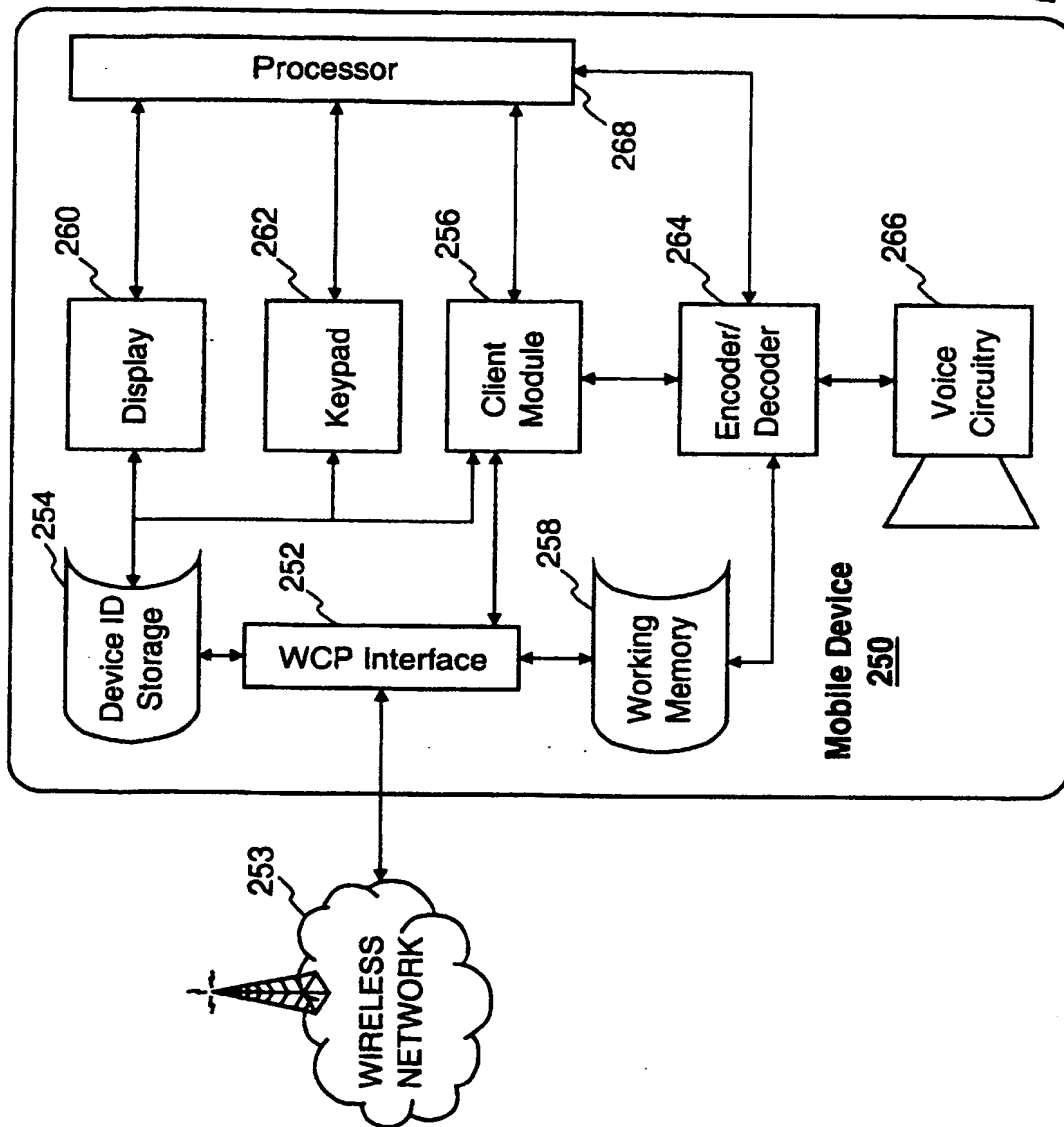 Mobile Device
250
WIRELESS
NETWORK
253
WCP Interface
252
Device ID
Storage
254
Working
Memory
258
Display
260
Keypad
262
Client
Module
256
Encoder/
Decoder
264
Voice
Circuitry
266
Processor
268